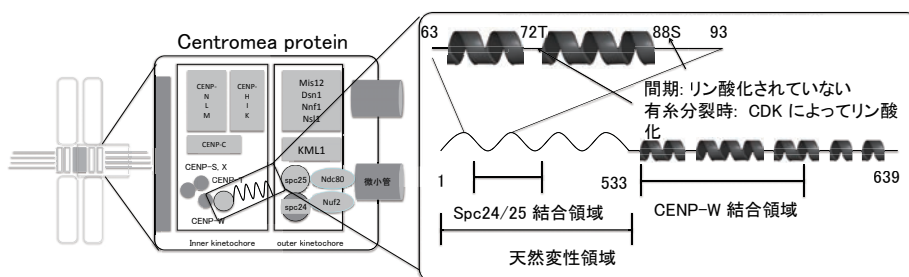 Centromea protein
CENP-
N
L
M
CENP-
H
I
K
CENP-C
CENP-S, X
CENP-T
CENP-W
Inner kinetochore
Mis12
Dsn1
Nnf1
Nsl1
KML1
spc25
Ndc80
spc24
Nuf2
微小管
outer kinetochore
63
72T
88S
93
間期: リン酸化されていない
有糸分裂時: CDK によってリン酸
化
1
533
639
Spc24/25 結合領域
CENP-W 結合領域
天然変性領域